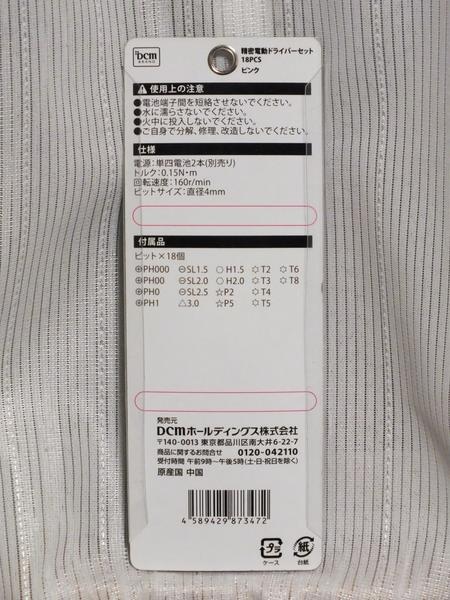 DCM
BRAND
精密電動ドライバーセット
18PCS
ピンク
使用上の注意
●電池端子間を短絡させないでください。
●水に濡らさないでください。
●火中に投入しないでください。
●ご自身で分解、修理、改造しないでください。
仕様
電源：単四電池2本(別売り)
トルク：0.15N・m
回転速度：160r/min
ビットサイズ：直径4mm
付属品
ビット×18個
⊕PH000 ⊖SL1.5 ⬡H1.5 ✡T2 ✡T6
⊕PH00 ⊖SL2.0 ⬡H2.0 ✡T3 ✡T8
⊕PH0 ⊖SL2.5 ☆P2 ✡T4
⊕PH1 △3.0 ☆P5 ✡T5
発売元
DCMホールディングス株式会社
〒140-0013 東京都品川区南大井6-22-7
商品に関するお問合せ 0120-042110
受付時間 午前9時～午後5時(土・日・祝日を除く)
原産国 中国
4 589429 873472
プラ 紙
ケース 台紙